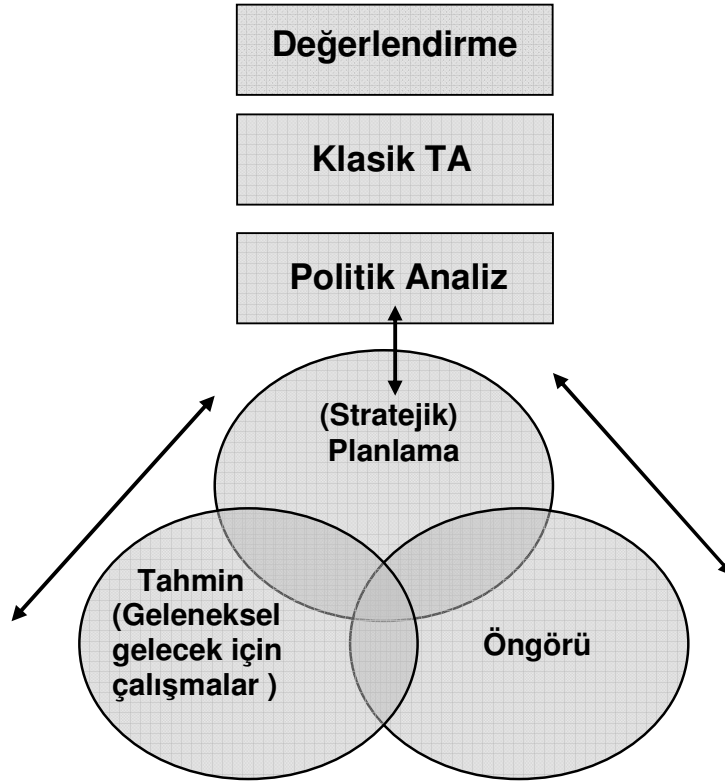 Değerlendirme
Klasik TA
Politik Analiz
(Stratejik)
Planlama
Tahmin
(Geleneksel
gelecek için
çalışmalar )
Öngörü